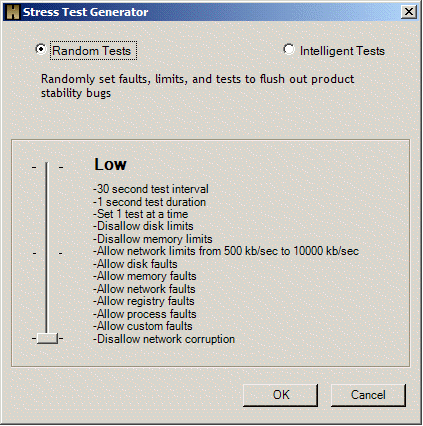 Stress Test Generator
Random Tests
Intelligent Tests
Randomly set faults, limits, and tests to flush out product
stability bugs
Low
-30 second test interval
-1 second test duration
-Set 1 test at a time
-Disallow disk limits
-Disallow memory limits
-Allow network limits from 500 kb/sec to 10000 kb/sec
-Allow disk faults
-Allow memory faults
-Allow network faults
-Allow registry faults
-Allow process faults
-Allow custom faults
-Disallow network corruption
OK
Cancel